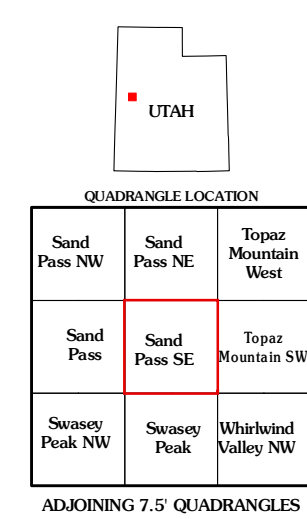 UTAH
QUADRANGLE LOCATION
Sand
Pass NW
Sand
Pass NE
Topaz
Mountain
West
Sand
Pass
Sand
Pass SE
Topaz
Mountain SW
Swasey
Peak NW
Swasey
Peak
Whirlwind
Valley NW
ADJOINING 7.5' QUADRANGLES